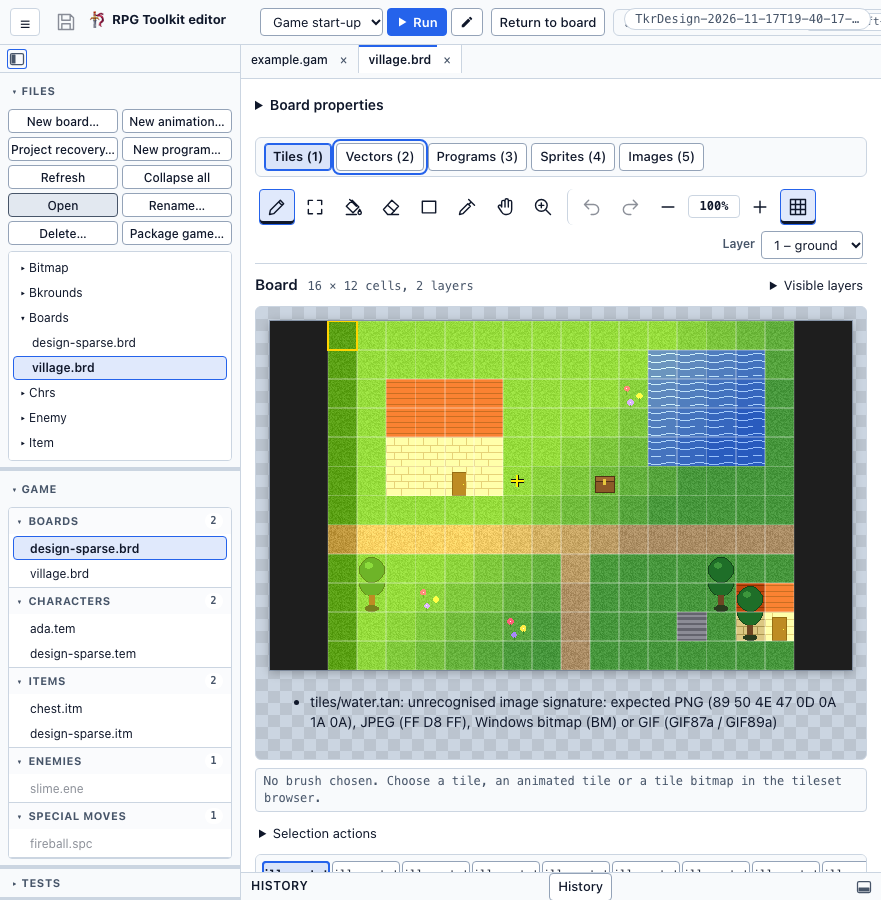 RPG Toolkit editor
Game start-up
Run
Return to board
TkrDesign-2026-11-17T19-40-17-…
example.gam ×
village.brd ×
FILES
New board…
New animation…
Project recovery…
New program…
Refresh
Collapse all
Open
Rename…
Delete…
Package game…
Bitmap
Bkrounds
Boards
design-sparse.brd
village.brd
Chrs
Enemy
Item
GAME
BOARDS 2
design-sparse.brd
village.brd
CHARACTERS 2
ada.tem
design-sparse.tem
ITEMS 2
chest.itm
design-sparse.itm
ENEMIES 1
slime.ene
SPECIAL MOVES 1
fireball.spc
TESTS
Board properties
Tiles (1)
Vectors (2)
Programs (3)
Sprites (4)
Images (5)
100%
Layer 1 – ground
Board 16 × 12 cells, 2 layers
Visible layers
• tiles/water.tan: unrecognised image signature: expected PNG (89 50 4E 47 0D 0A
1A 0A), JPEG (FF D8 FF), Windows bitmap (BM) or GIF (GIF87a / GIF89a)
No brush chosen. Choose a tile, an animated tile or a tile bitmap in the tileset
browser.
Selection actions
HISTORY
History